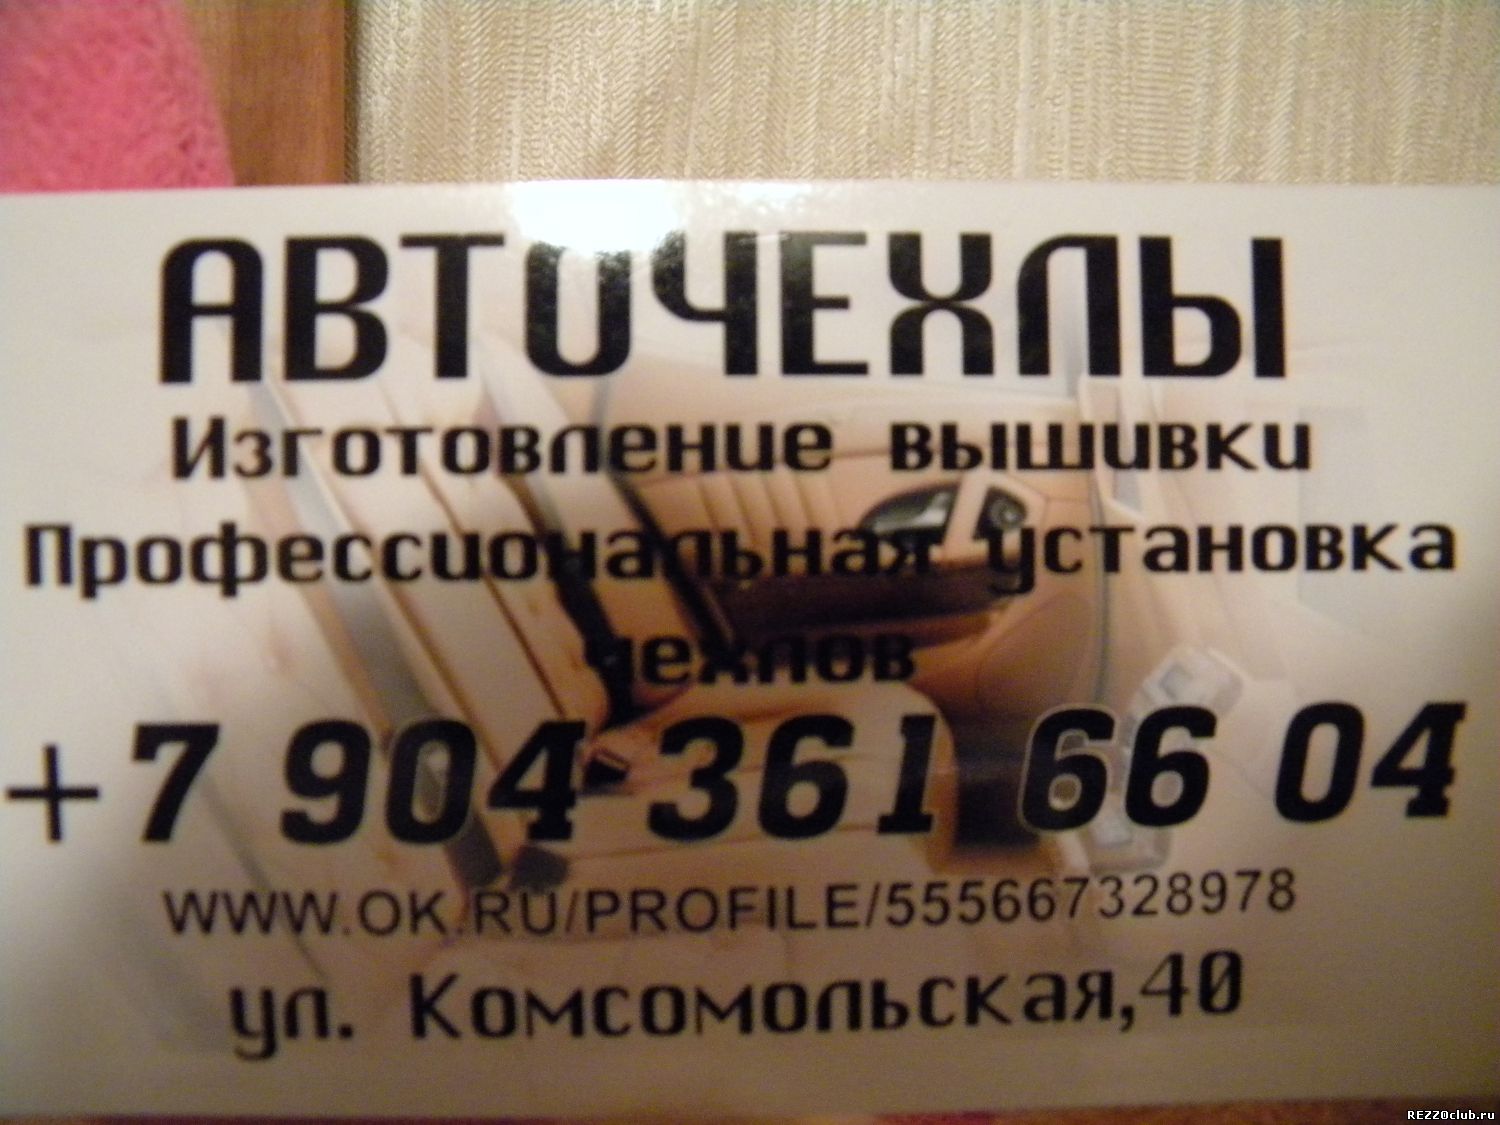 АВТОЧЕХЛЫ
Изготовление вышивки
Профессиональная установка
чехлов
+7 904 361 66 04
WWW.OK.RU/PROFILE/555667328978
ул. Комсомольская,40
REZZOclub.ru